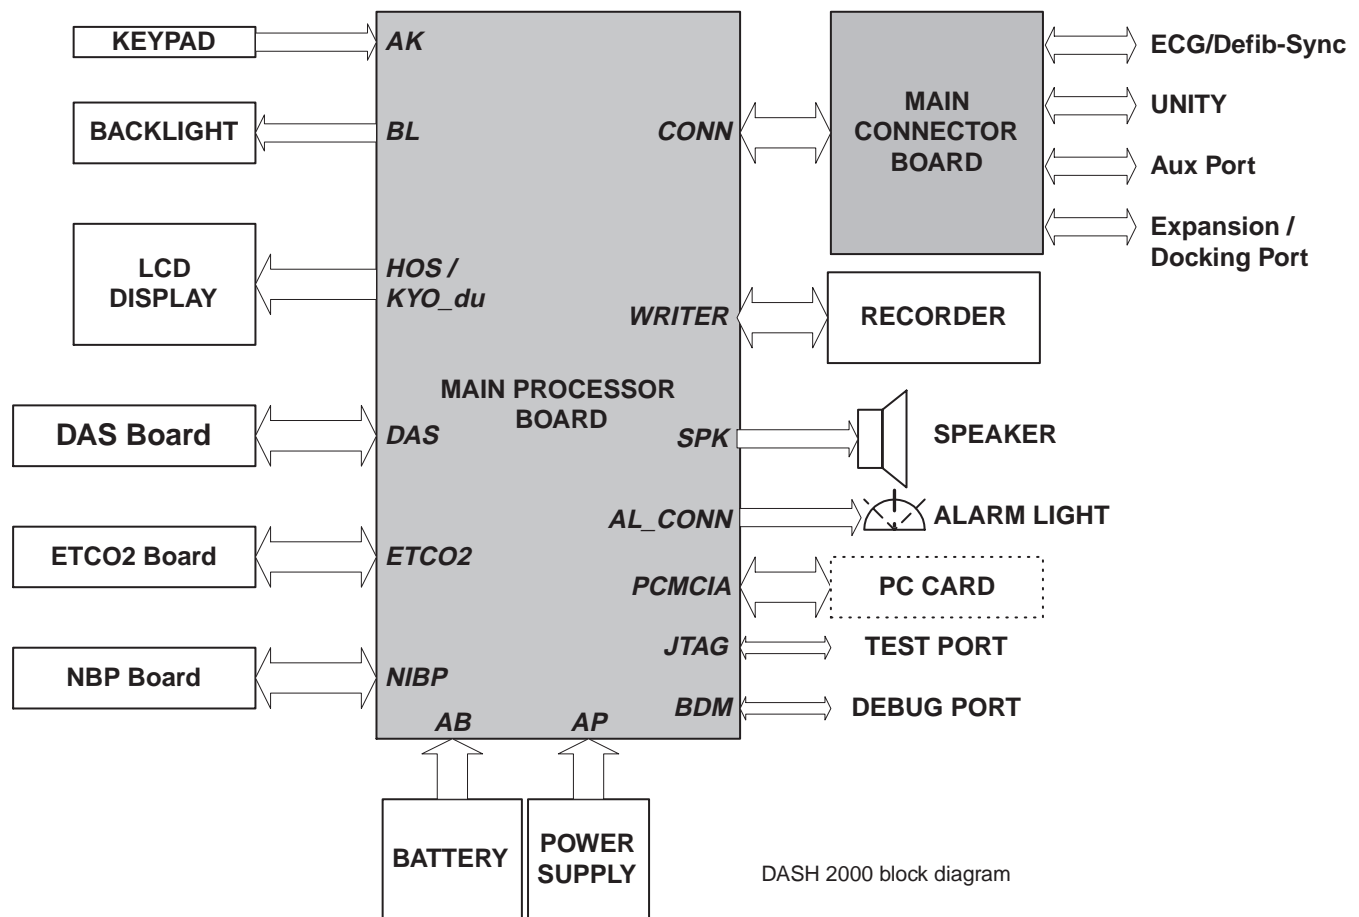 KEYPAD
AK
BACKLIGHT
BL
LCD
DISPLAY
HOS /
KYO_du
DAS Board
DAS
ETCO2 Board
ETCO2
NBP Board
NIBP
MAIN PROCESSOR
BOARD
AB
AP
BATTERY
POWER
SUPPLY
CONN
MAIN
CONNECTOR
BOARD
ECG/Defib-Sync
UNITY
Aux Port
Expansion /
Docking Port
WRITER
RECORDER
SPK
SPEAKER
AL_CONN
ALARM LIGHT
PCMCIA
PC CARD
JTAG
TEST PORT
BDM
DEBUG PORT
DASH 2000 block diagram